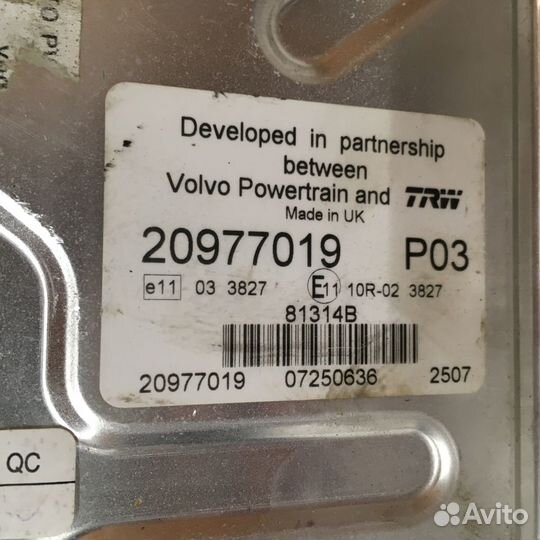 Developed in partnership
between
Volvo Powertrain and TRW
Made in UK
20977019 P03
e11 03 3827 E11 10R-02 3827
81314B
20977019 07250636 2507
QC
Avito